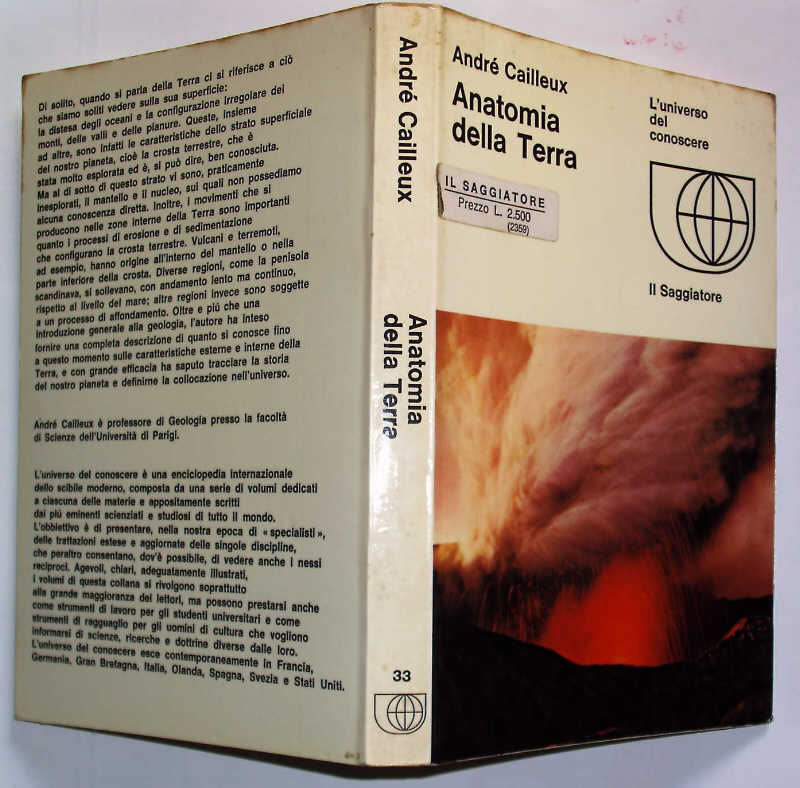 Di solito, quando si parla della Terra ci si riferisce a ciò
che siamo soliti vedere sulla sua superficie:
la distesa degli oceani e la configurazione irregolare dei
monti, delle valli e delle pianure. Queste, insieme
ad altre, sono infatti le caratteristiche dello strato superficiale
del nostro pianeta, cioè la crosta terrestre, che è
stata molto esplorata ed è, si può dire, ben conosciuta.
Ma al di sotto di questo strato vi sono, praticamente
inesplorati, il mantello e il nucleo, sui quali non possediamo
alcuna conoscenza diretta. Inoltre, i movimenti che si
producono nelle zone interne della Terra sono importanti
quanto i processi di erosione e di sedimentazione
che configurano la crosta terrestre. Vulcani e terremoti,
ad esempio, hanno origine all'interno del mantello o nella
parte inferiore della crosta. Diverse regioni, come la penisola
scandinava, si sollevano, con andamento lento ma continuo,
rispetto al livello del mare; altre regioni invece sono soggette
a un processo di affondamento. Oltre e piú che una
introduzione generale alla geologia, l'autore ha inteso
fornire una completa descrizione di quanto si conosce fino
a questo momento sulle caratteristiche esterne e interne della
Terra, e con grande efficacia ha saputo tracciare la storia
del nostro pianeta e definirne la collocazione nell'universo.
André Cailleux è professore di Geologia presso la facoltà
di Scienze dell'Università di Parigi.
L'universo del conoscere è una enciclopedia internazionale
dello scibile moderno, composta da una serie di volumi dedicati
a ciascuna delle materie e appositamente scritti
dai piú eminenti scienziati e studiosi di tutto il mondo.
L'obbiettivo è di presentare, nella nostra epoca di «specialisti»,
delle trattazioni estese e aggiornate delle singole discipline,
che peraltro consentano, dov'è possibile, di vedere anche i nessi
reciproci. Agevoli, chiari, adeguatamente illustrati,
i volumi di questa collana si rivolgono soprattutto
alla grande maggioranza dei lettori, ma possono prestarsi anche
come strumenti di lavoro per gli studenti universitari e come
strumenti di ragguaglio per gli uomini di cultura che vogliono
informarsi di scienze, ricerche e dottrine diverse dalle loro.
L'universo del conoscere esce contemporaneamente in Francia,
Germania, Gran Bretagna, Italia, Olanda, Spagna, Svezia e Stati Uniti.
André Cailleux
Anatomia
della Terra
33
André Cailleux
Anatomia
della Terra
IL SAGGIATORE
Prezzo L. 2.500
(2359)
L'universo
del
conoscere
Il Saggiatore